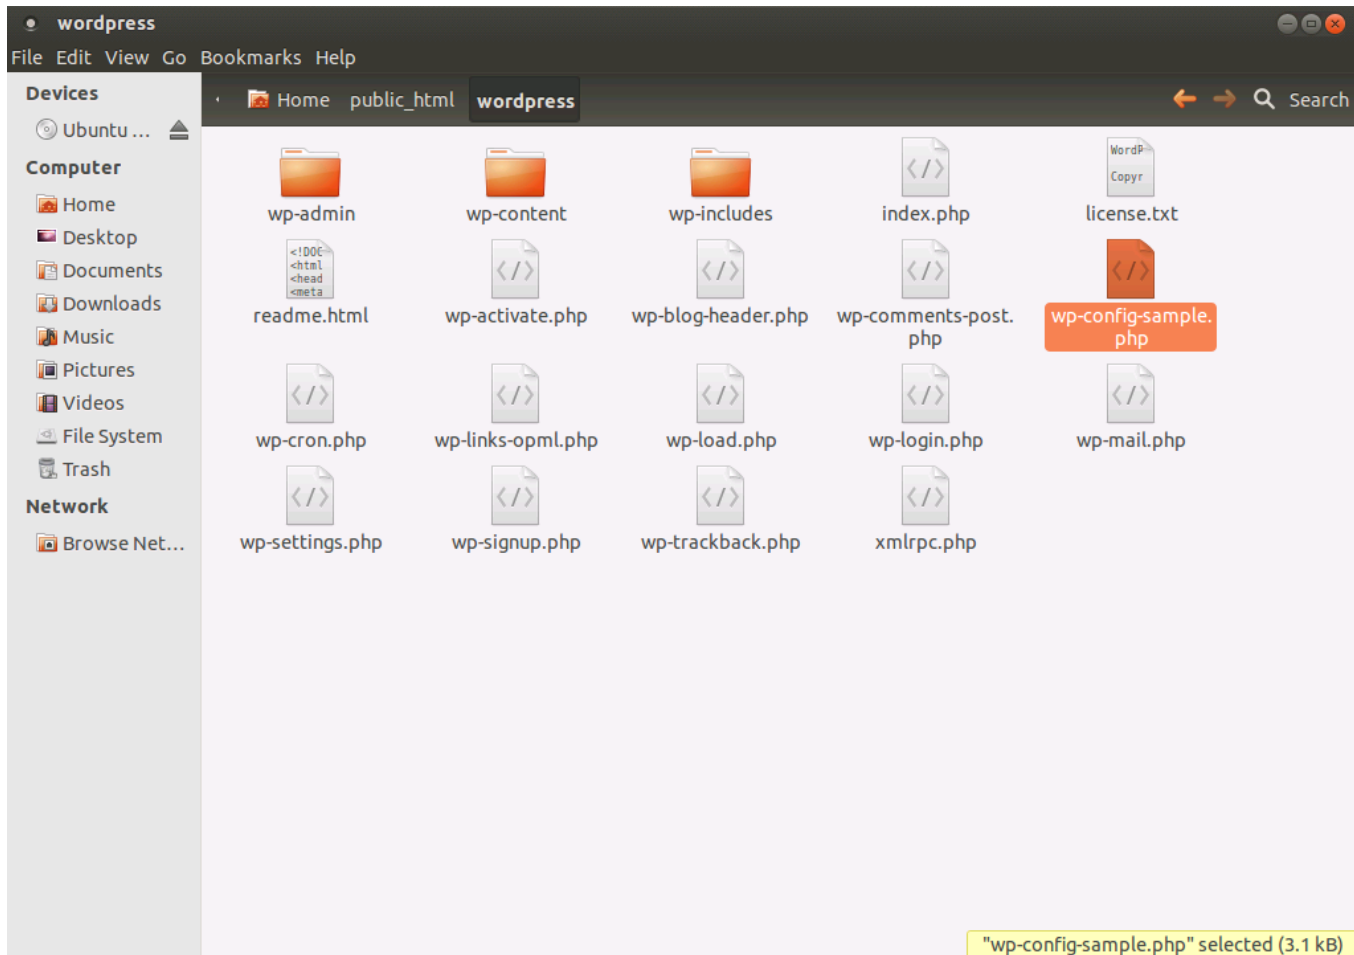 wordpress
File Edit View Go Bookmarks Help
Devices
Ubuntu ...
Computer
Home
Desktop
Documents
Downloads
Music
Pictures
Videos
File System
Trash
Network
Browse Net...
Home public_html wordpress
Search
wp-admin
wp-content
wp-includes
index.php
WordP
Copyr
license.txt
<!DOC
<html
<head
<meta
readme.html
wp-activate.php
wp-blog-header.php
wp-comments-post.
php
wp-config-sample.
php
wp-cron.php
wp-links-opml.php
wp-load.php
wp-login.php
wp-mail.php
wp-settings.php
wp-signup.php
wp-trackback.php
xmlrpc.php
"wp-config-sample.php" selected (3.1 kB)